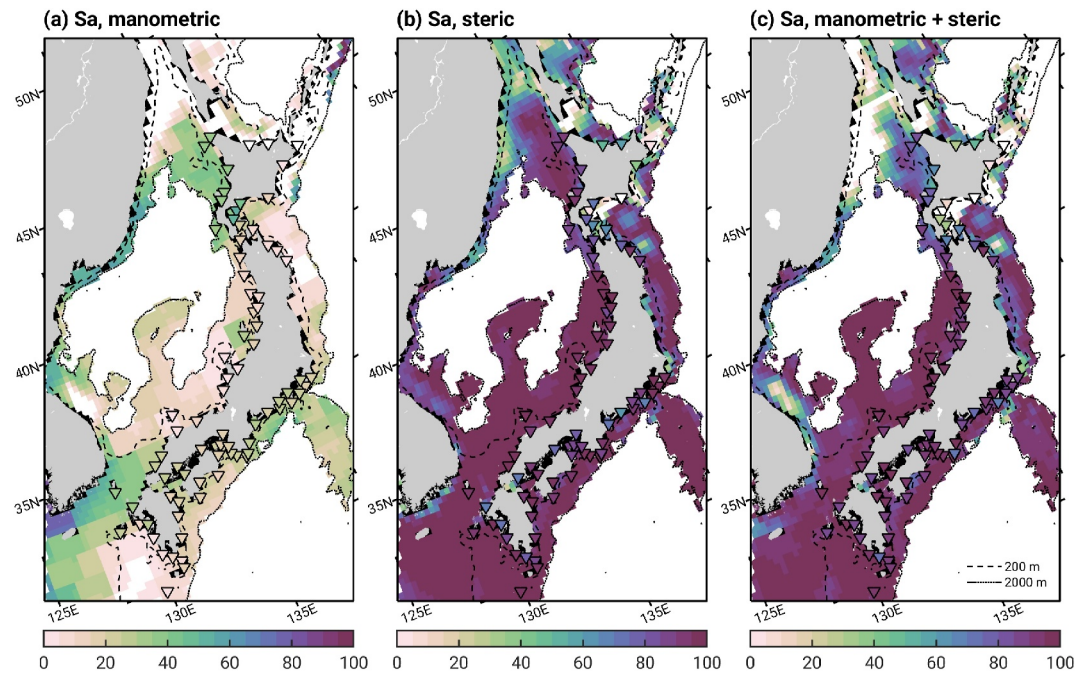 (a) Sa, manometric (b) Sa, steric (c) Sa, manometric + steric
50N 50N 50N
45N 45N 45N
40N 40N 40N
35N 35N 35N
200 m
2000 m
125E 130E 135E 125E 130E 135E 125E 130E 135E
0 20 40 60 80 100 0 20 40 60 80 100 0 20 40 60 80 100